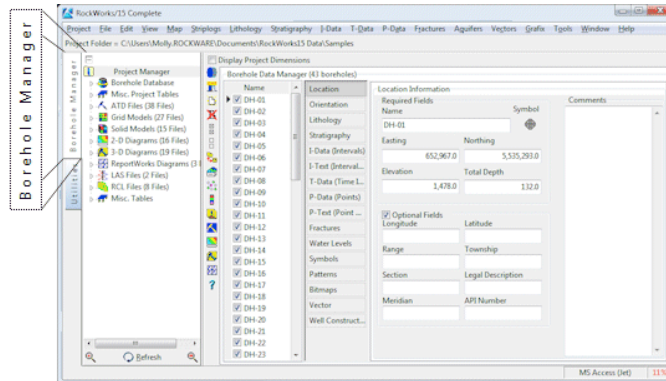 RockWorks/15 Complete
Project File Edit View Map Striplogs Lithology Stratigraphy I-Data T-Data P-Data Fractures Aquifers Vectors Grafix Tools Window Help
Project Folder = C:\Users\Molly.ROCKWARE\Documents\RockWorks15 Data\Samples
Borehole Manager
Borehole Manager
Utilities
Project Manager
Borehole Database
Misc. Project Tables
ATD Files (38 Files)
Grid Models (27 Files)
Solid Models (15 Files)
2-D Diagrams (16 Files)
3-D Diagrams (19 Files)
ReportWorks Diagrams (3
LAS Files (2 Files)
RCL Files (8 Files)
Misc. Tables
Refresh
Display Project Dimensions
Borehole Data Manager (43 boreholes)
Name
DH-01
DH-02
DH-03
DH-04
DH-05
DH-06
DH-07
DH-08
DH-09
DH-10
DH-11
DH-12
DH-13
DH-14
DH-15
DH-16
DH-17
DH-18
DH-19
DH-20
DH-21
DH-22
DH-23
Location
Orientation
Lithology
Stratigraphy
I-Data (Intervals)
I-Text (Interval...
T-Data (Time I...
P-Data (Points)
P-Text (Point ...
Fractures
Water Levels
Symbols
Patterns
Bitmaps
Vector
Well Construct...
Location Information
Required Fields
Name Symbol
DH-01
Easting Northing
652,967.0 5,535,293.0
Elevation Total Depth
1,478.0 132.0
Optional Fields
Longitude Latitude
Range Township
Section Legal Description
Meridian API Number
Comments
MS Access (Jet) 11%